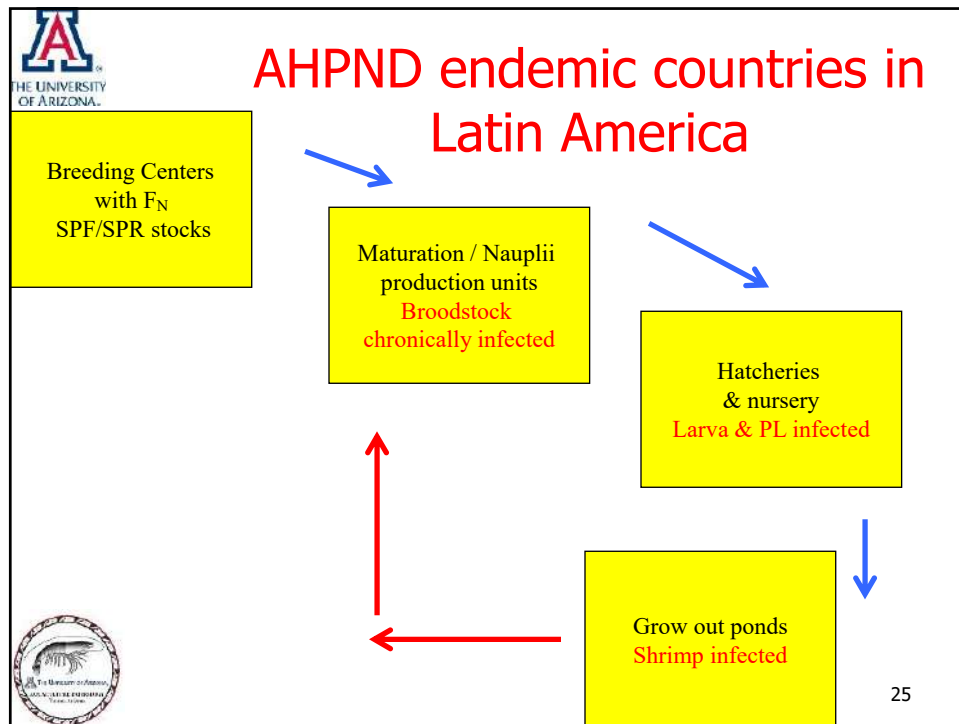 THE UNIVERSITY
OF ARIZONA.
AHPND endemic countries in
Latin America
Breeding Centers
with FN
SPF/SPR stocks
Maturation / Nauplii
production units
Broodstock
chronically infected
Hatcheries
& nursery
Larva & PL infected
Grow out ponds
Shrimp infected
25